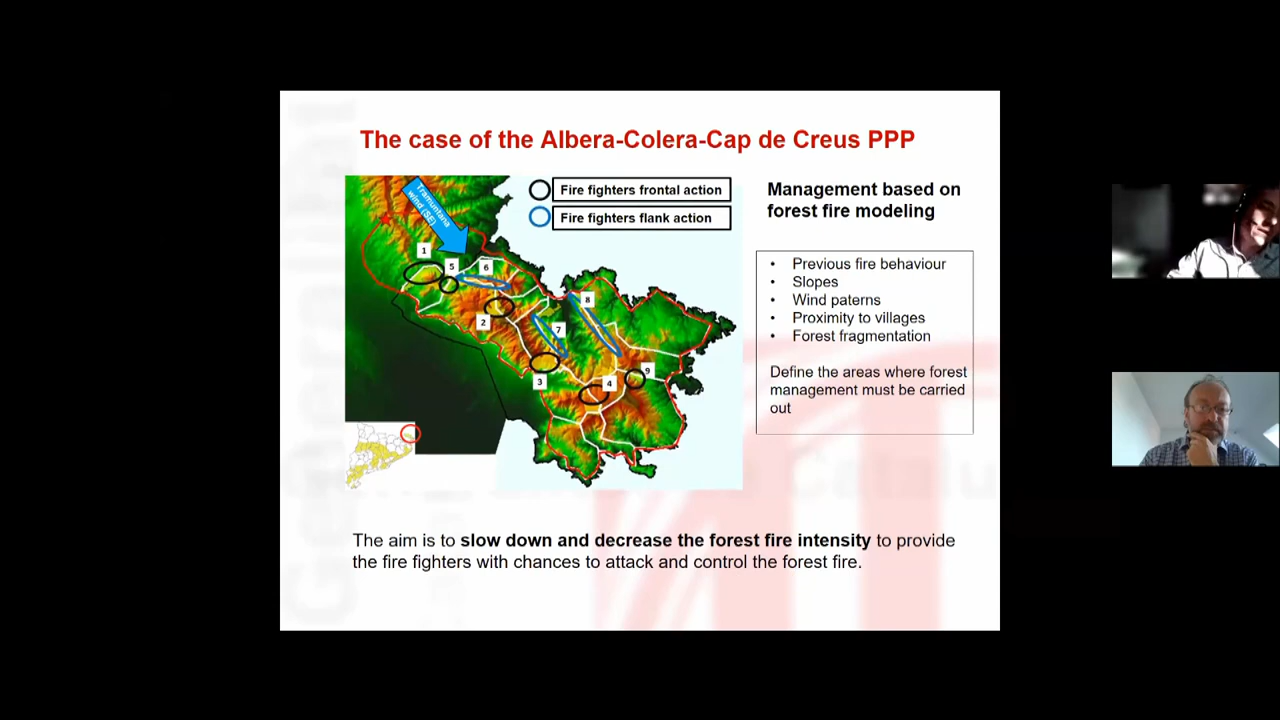 The case of the Albera-Colera-Cap de Creus PPP
Tramuntana
wind (SE)
Fire fighters frontal action
Fire fighters flank action
1
5
6
2
8
7
3
4
9
Management based on
forest fire modeling
• Previous fire behaviour
• Slopes
• Wind paterns
• Proximity to villages
• Forest fragmentation
Define the areas where forest
management must be carried
out
The aim is to slow down and decrease the forest fire intensity to provide
the fire fighters with chances to attack and control the forest fire.